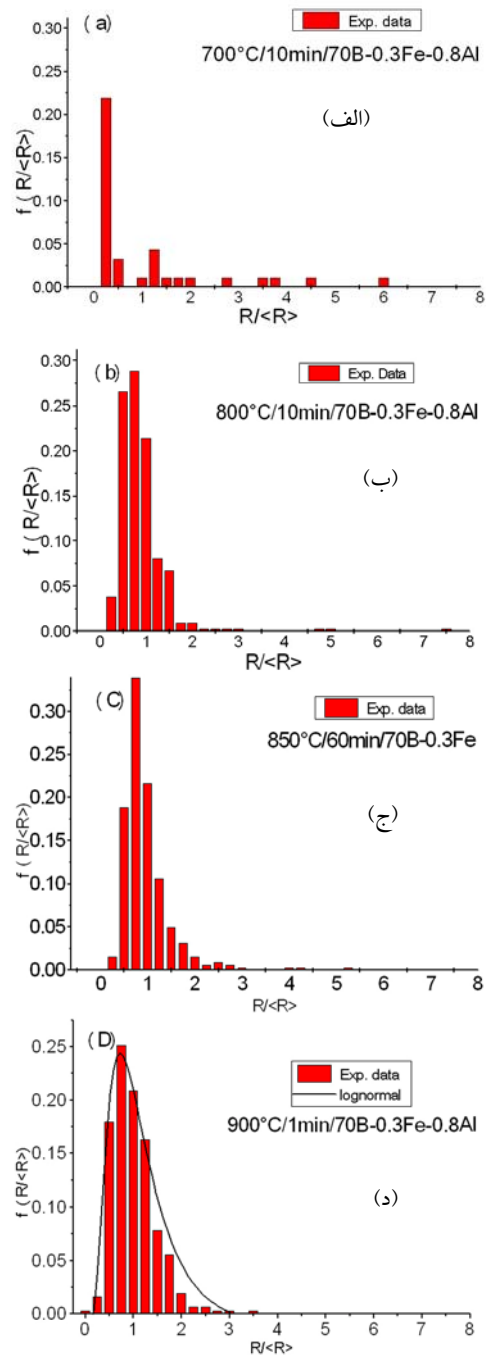 (a)
Exp. data
700°C/10min/70B-0.3Fe-0.8Al
(الف)
f ( R/<R>)
0.30
0.25
0.20
0.15
0.10
0.05
0.00
0 1 2 3 4 5 6 7 8
R/<R>
(b)
Exp. Data
800°C/10min/70B-0.3Fe-0.8Al
(ب)
f ( R/<R>)
0.30
0.25
0.20
0.15
0.10
0.05
0.00
0 1 2 3 4 5 6 7 8
R/<R>
(C)
Exp. data
850°C/60min/70B-0.3Fe
(ج)
f ( R/<R>)
0.30
0.25
0.20
0.15
0.10
0.05
0.00
0 1 2 3 4 5 6 7 8
R/<R>
(D)
Exp. data
lognormal
900°C/1min/70B-0.3Fe-0.8Al
(د)
f ( R/<R>)
0.25
0.20
0.15
0.10
0.05
0.00
0 1 2 3 4 5 6 7 8
R/<R>